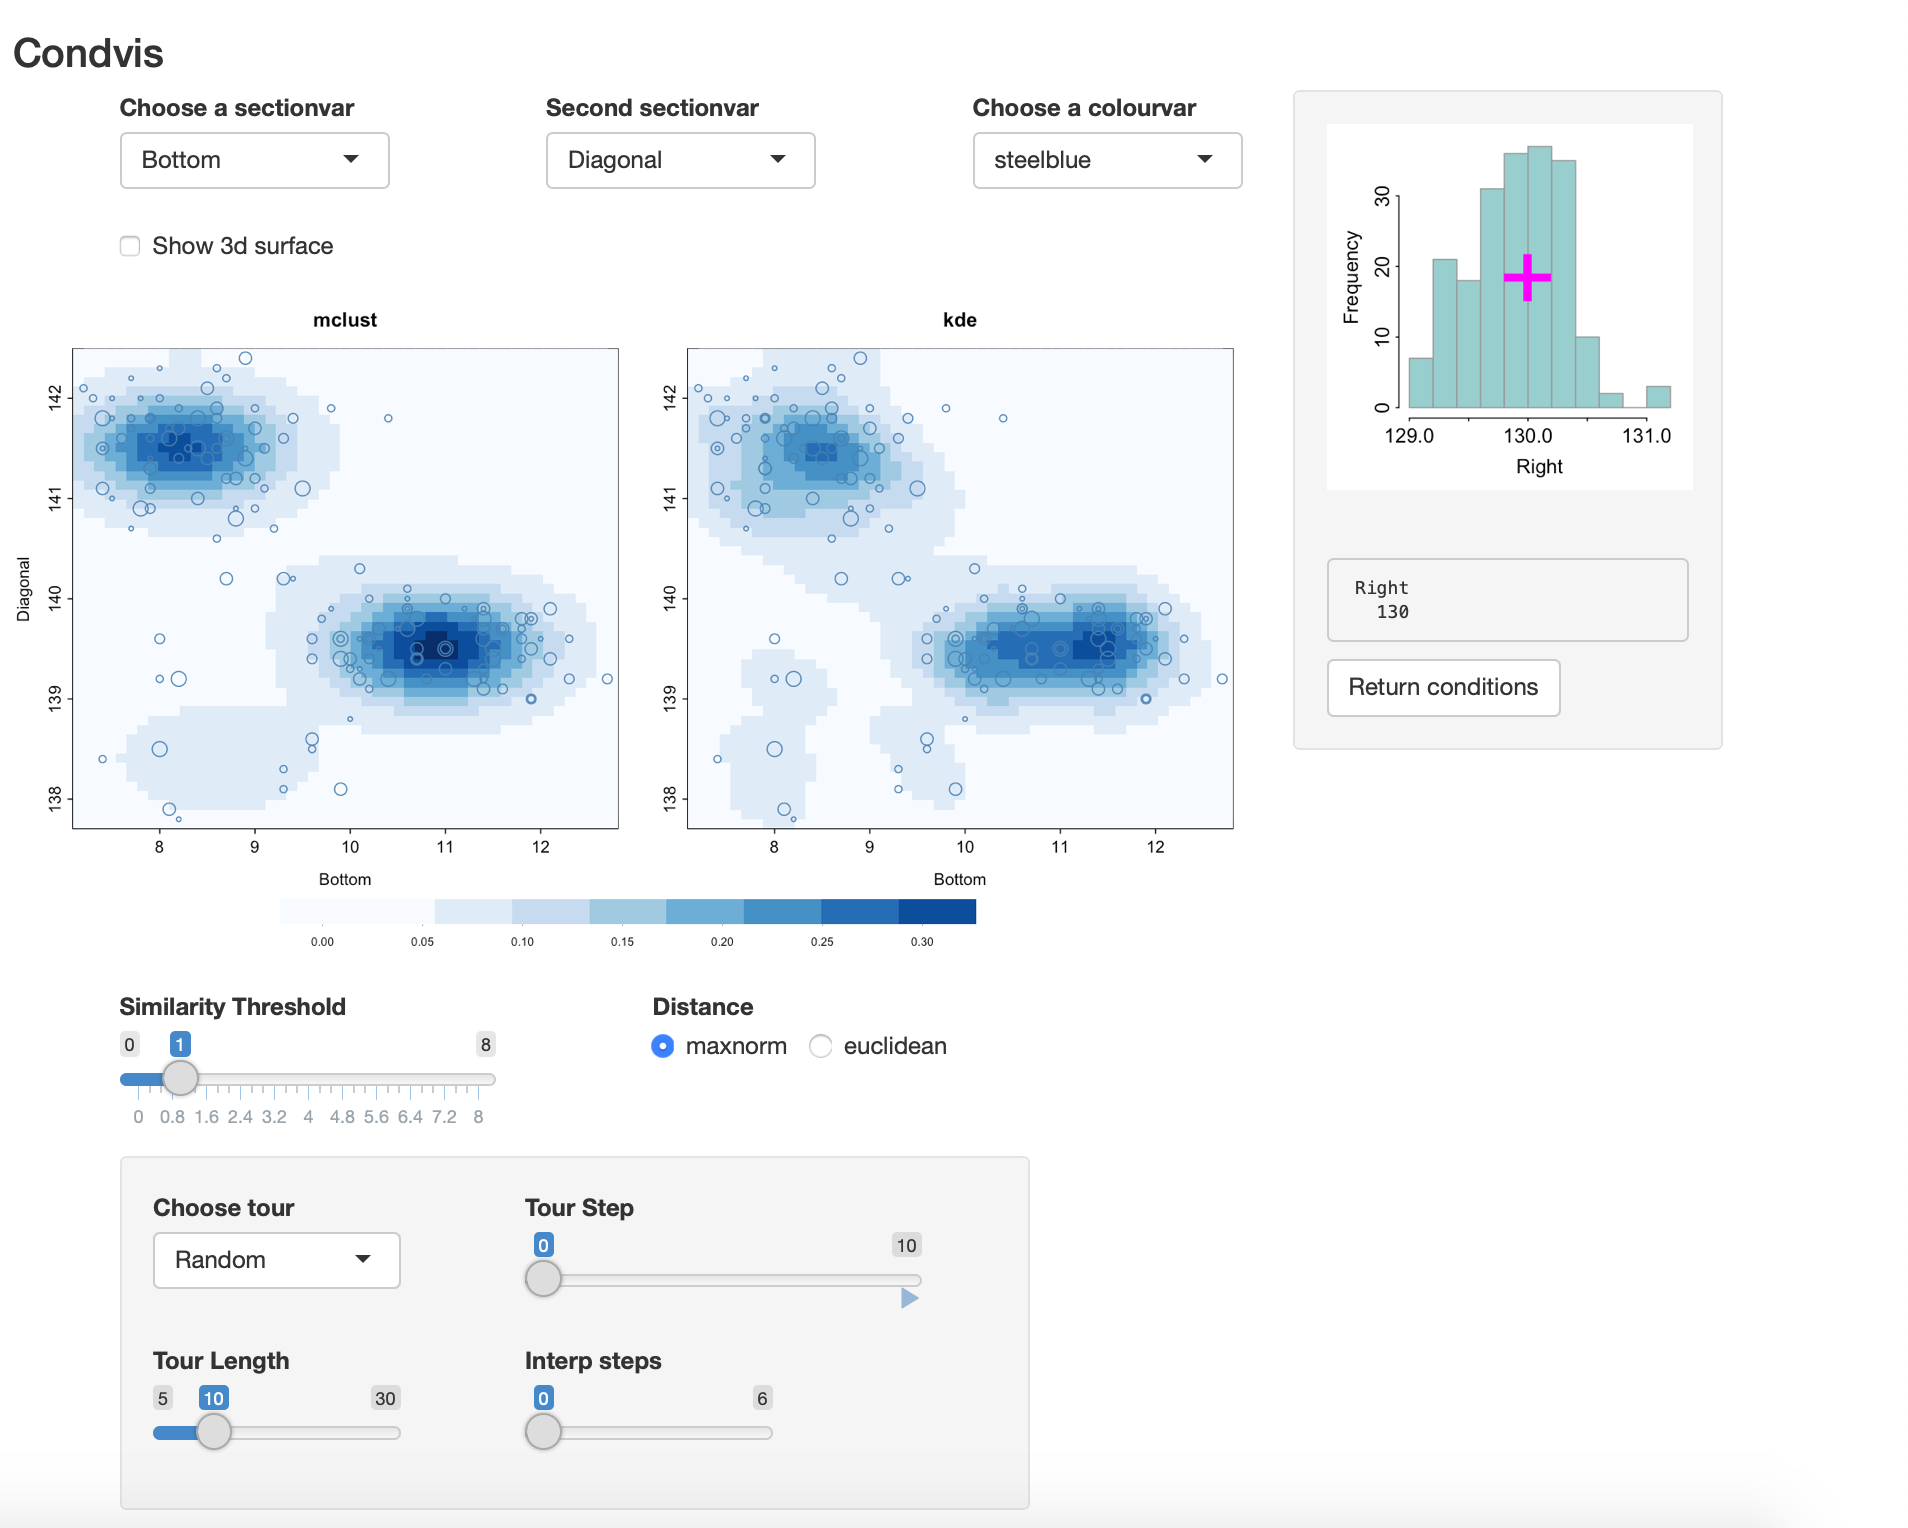 Condvis
Choose a sectionvar
Second sectionvar
Choose a colourvar
Bottom
Diagonal
steelblue
Show 3d surface
mclust
kde
Diagonal
142
141
140
139
138
8 9 10 11 12
Bottom
142
141
140
139
138
8 9 10 11 12
Bottom
0.00 0.05 0.10 0.15 0.20 0.25 0.30
Frequency
30
20
10
0
129.0 130.0 131.0
Right
Right
130
Return conditions
Similarity Threshold
0 1 8
0 0.8 1.6 2.4 3.2 4 4.8 5.6 6.4 7.2 8
Distance
maxnorm euclidean
Choose tour
Random
Tour Step
0 10
Tour Length
5 10 30
Interp steps
0 6